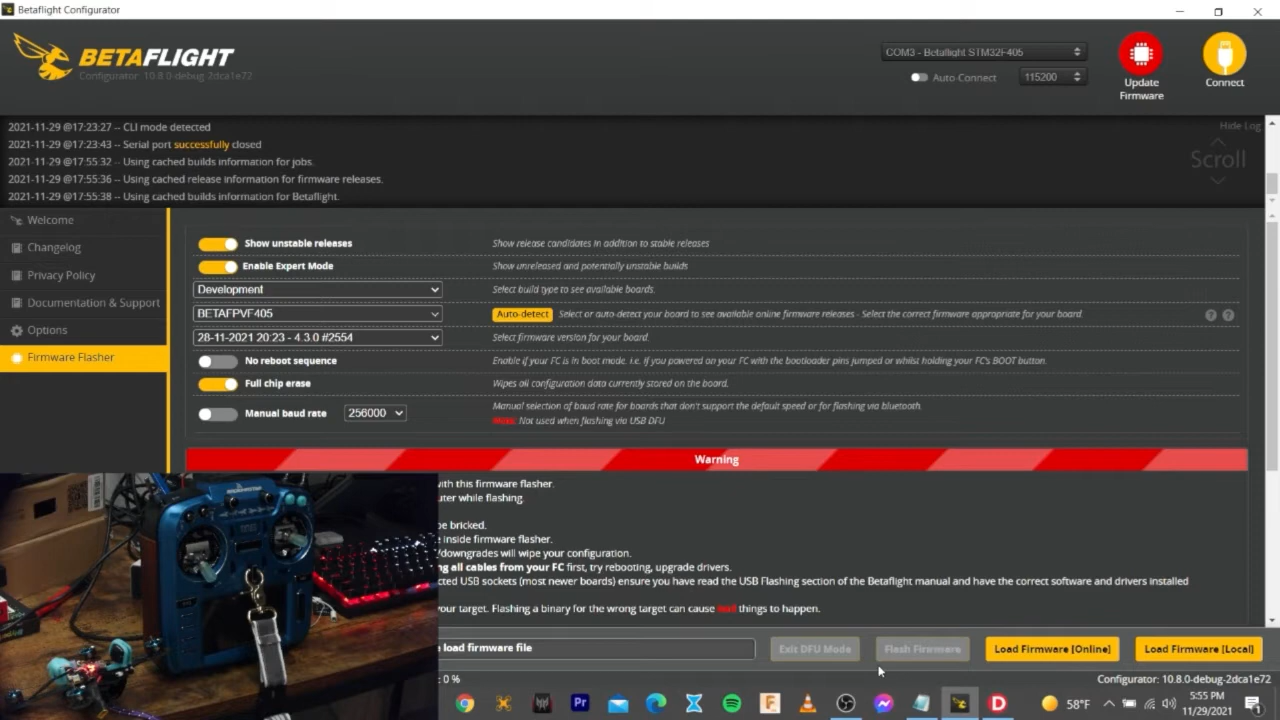 Betaflight Configurator
BETAFLIGHT
Configurator: 10.8.0-debug-2dca1e72
COM3 - Betaflight STM32F405
Auto-Connect
115200
Update
Firmware
Connect
2021-11-29 @17:23:27 -- CLI mode detected
2021-11-29 @17:23:43 -- Serial port successfully closed
2021-11-29 @17:55:32 -- Using cached builds information for jobs.
2021-11-29 @17:55:36 -- Using cached release information for firmware releases.
2021-11-29 @17:55:38 -- Using cached builds information for Betaflight.
Hide Log
Scroll
Welcome
Changelog
Privacy Policy
Documentation & Support
Options
Firmware Flasher
Show unstable releases
Show release candidates in addition to stable releases
Enable Expert Mode
Show unreleased and potentially unstable builds
Development
Select build type to see available boards.
BETAFPVF405
Auto-detect
Select or auto-detect your board to see available online firmware releases - Select the correct firmware appropriate for your board.
28-11-2021 20:23 - 4.3.0 #2554
Select firmware version for your board.
No reboot sequence
Enable if your FC is in boot mode. i.e. if you powered on your FC with the bootloader pins jumped or whilst holding your FC's BOOT button.
Full chip erase
Wipes all configuration data currently stored on the board.
Manual baud rate
256000
Manual selection of baud rate for boards that don't support the default speed or for flashing via bluetooth.
Not used when flashing via USB DFU
Warning
with this firmware flasher.
uter while flashing.
be bricked.
e inside firmware flasher.
/downgrades will wipe your configuration.
ng all cables from your FC first, try rebooting, upgrade drivers.
cted USB sockets (most newer boards) ensure you have read the USB Flashing section of the Betaflight manual and have the correct software and drivers installed
your target. Flashing a binary for the wrong target can cause bad things to happen.
e load firmware file
Exit DFU Mode
Flash Firmware
Load Firmware [Online]
Load Firmware [Local]
: 0 %
Configurator: 10.8.0-debug-2dca1e72
Pr
58°F
5:55 PM
11/29/2021